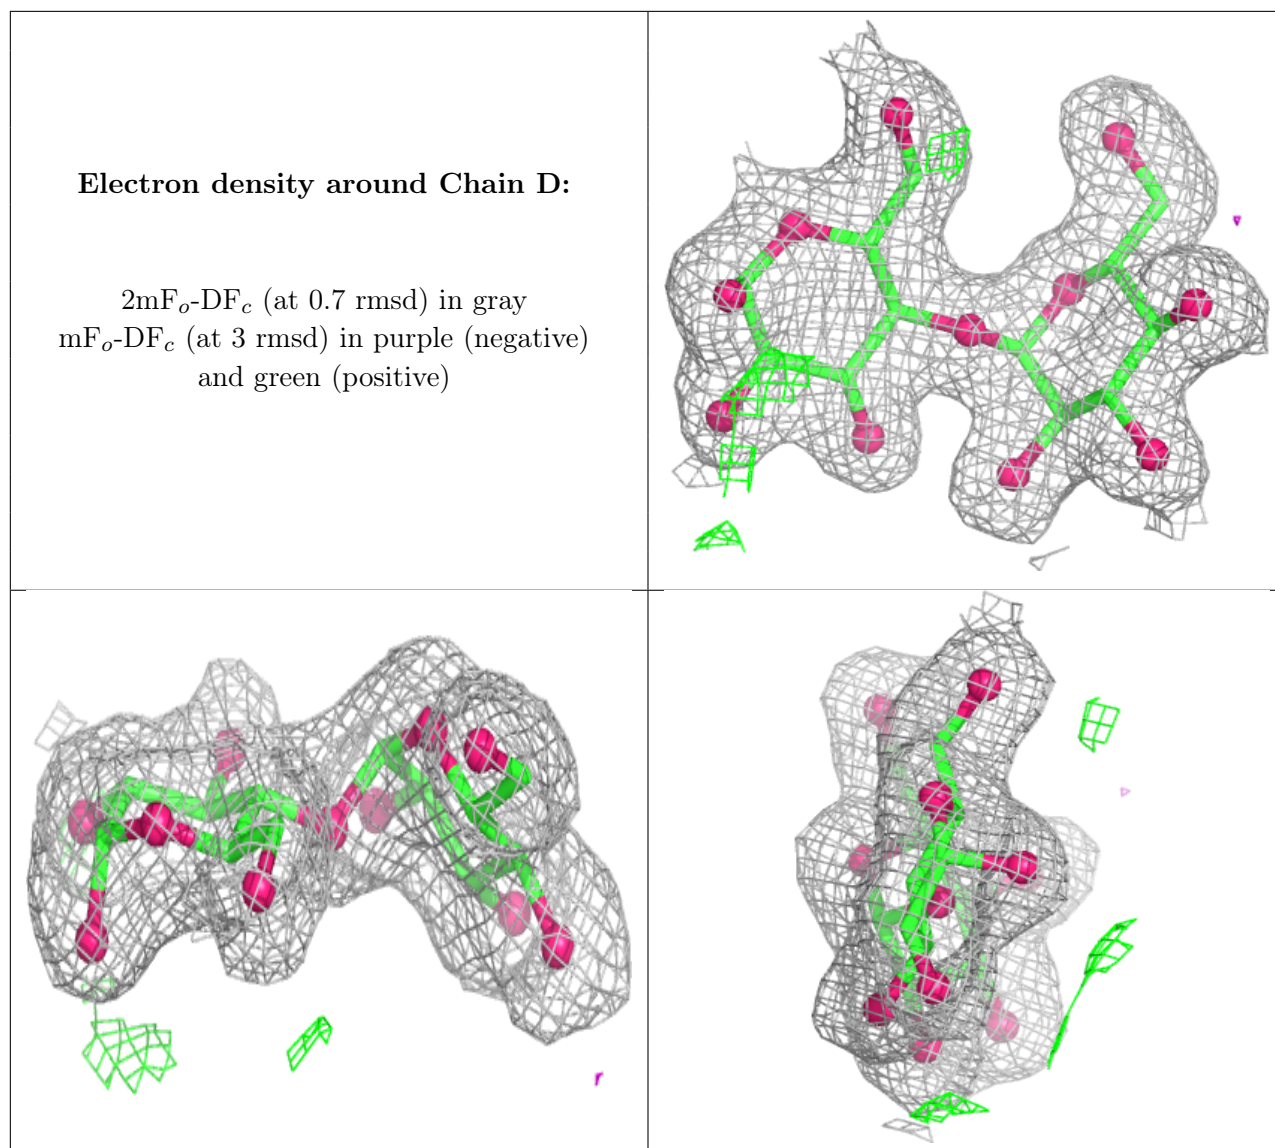 Electron density around Chain D:
2mFo-DFc (at 0.7 rmsd) in gray
mFo-DFc (at 3 rmsd) in purple (negative)
and green (positive)